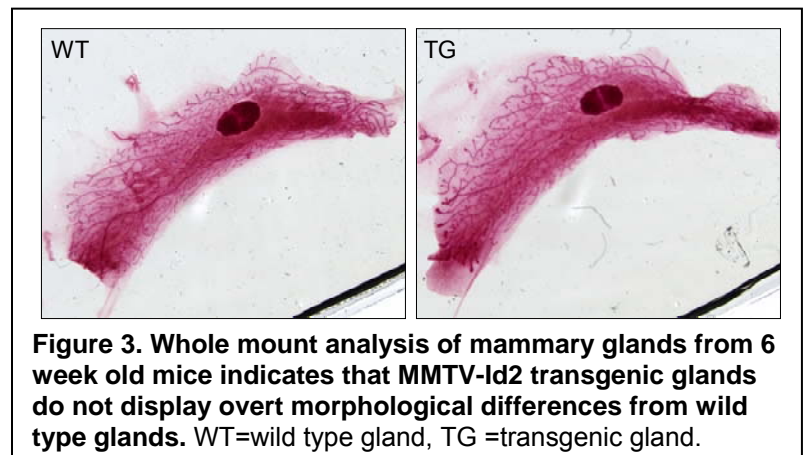 WT
TG
Figure 3. Whole mount analysis of mammary glands from 6
week old mice indicates that MMTV-Id2 transgenic glands
do not display overt morphological differences from wild
type glands. WT=wild type gland, TG =transgenic gland.